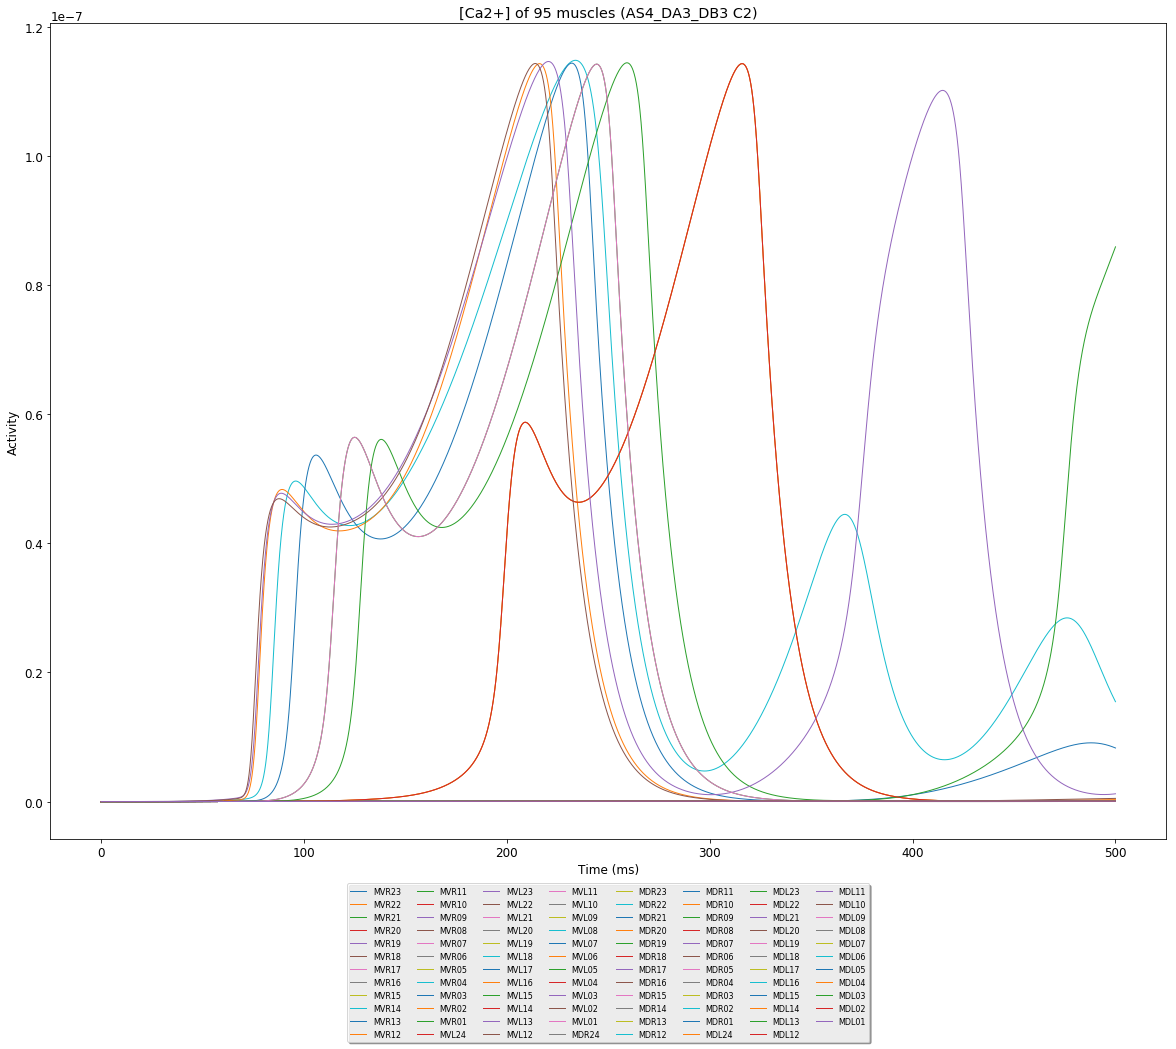 [Ca2+] of 95 muscles (AS4_DA3_DB3 C2)
1e−7
1.2
1.0
0.8
0.6
0.4
0.2
0.0
Activity
0 100 200 300 400 500
Time (ms)
MVR23 MVR11 MVL23 MVL11 MDR23 MDR11 MDL23 MDL11
MVR22 MVR10 MVL22 MVL10 MDR22 MDR10 MDL22 MDL10
MVR21 MVR09 MVL21 MVL09 MDR21 MDR09 MDL21 MDL09
MVR20 MVR08 MVL20 MVL08 MDR20 MDR08 MDL20 MDL08
MVR19 MVR07 MVL19 MVL07 MDR19 MDR07 MDL19 MDL07
MVR18 MVR06 MVL18 MVL06 MDR18 MDR06 MDL18 MDL06
MVR17 MVR05 MVL17 MVL05 MDR17 MDR05 MDL17 MDL05
MVR16 MVR04 MVL16 MVL04 MDR16 MDR04 MDL16 MDL04
MVR15 MVR03 MVL15 MVL03 MDR15 MDR03 MDL15 MDL03
MVR14 MVR02 MVL14 MVL02 MDR14 MDR02 MDL14 MDL02
MVR13 MVR01 MVL13 MVL01 MDR13 MDR01 MDL13 MDL01
MVR12 MVL24 MVL12 MDR24 MDR12 MDL24 MDL12